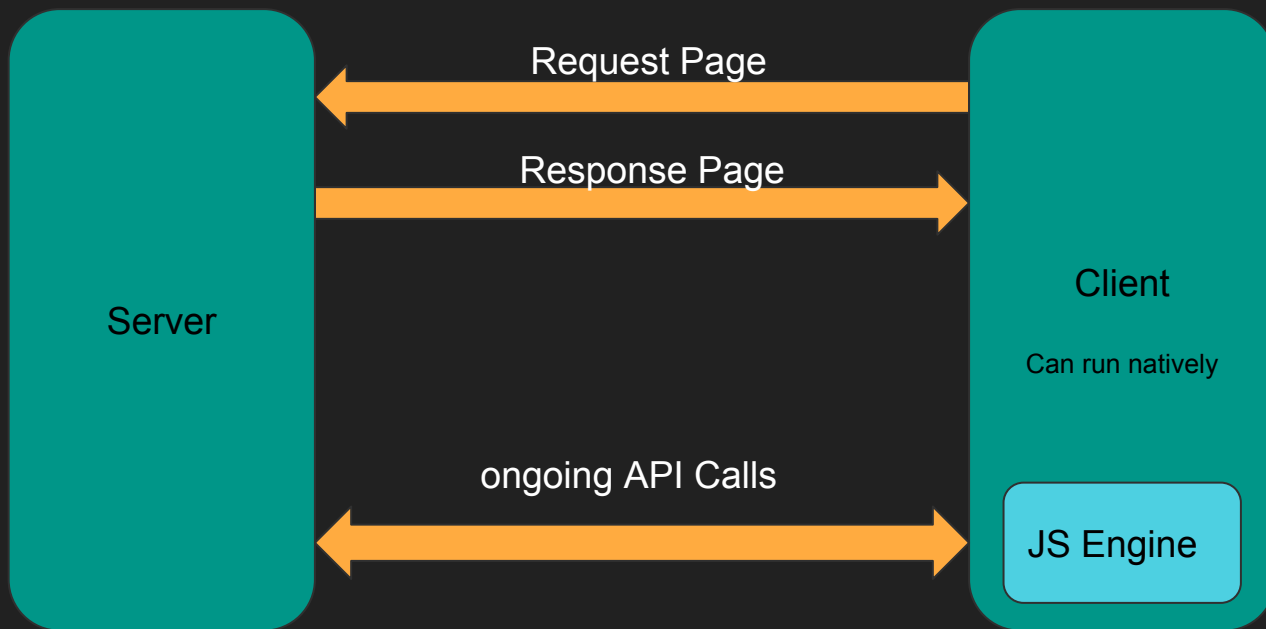 Request Page
Response Page
Server
Client
Can run natively
ongoing API Calls
JS Engine